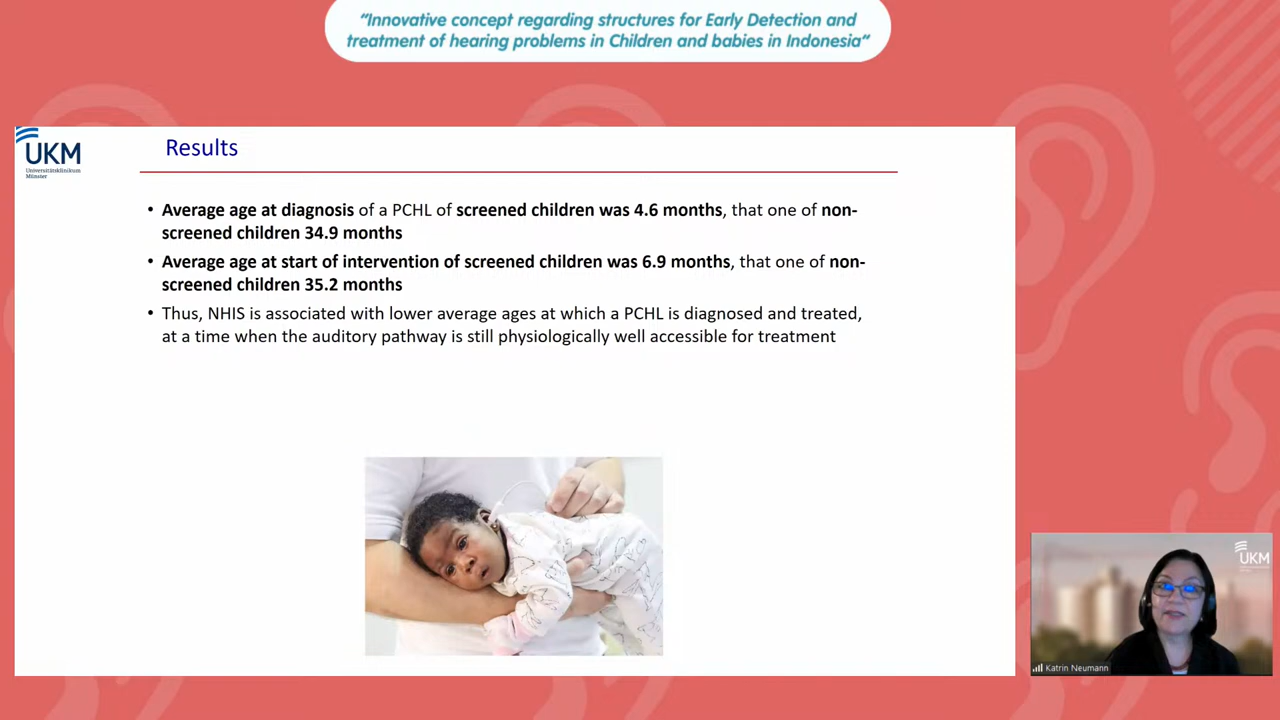 “Innovative concept regarding structures for Early Detection and
treatment of hearing problems in Children and babies in Indonesia“
UKM
Universitätsklinikum
Münster
Results
• Average age at diagnosis of a PCHL of screened children was 4.6 months, that one of non-
screened children 34.9 months
• Average age at start of intervention of screened children was 6.9 months, that one of non-
screened children 35.2 months
• Thus, NHIS is associated with lower average ages at which a PCHL is diagnosed and treated,
at a time when the auditory pathway is still physiologically well accessible for treatment
UKM
Katrin Neumann